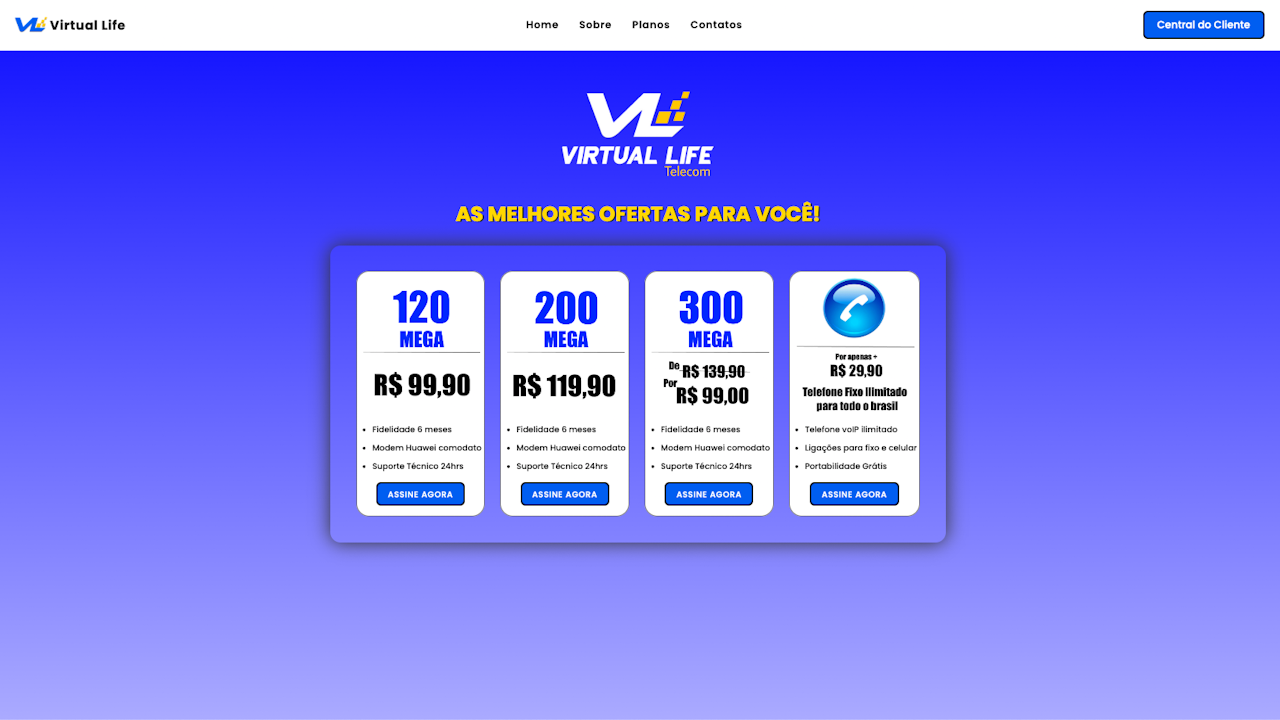 Virtual Life
Home
Sobre
Planos
Contatos
Central do Cliente
VIRTUAL LIFE
Telecom
AS MELHORES OFERTAS PARA VOCÊ!
120
MEGA
R$ 99,90
• Fidelidade 6 meses
• Modem Huawei comodato
• Suporte Técnico 24hrs
ASSINE AGORA
200
MEGA
R$ 119,90
• Fidelidade 6 meses
• Modem Huawei comodato
• Suporte Técnico 24hrs
ASSINE AGORA
300
MEGA
De R$ 139,90
Por R$ 99,00
• Fidelidade 6 meses
• Modem Huawei comodato
• Suporte Técnico 24hrs
ASSINE AGORA
Por apenas +
R$ 29,90
Telefone Fixo Ilimitado
para todo o brasil
• Telefone voIP ilimitado
• Ligações para fixo e celular
• Portabilidade Grátis
ASSINE AGORA